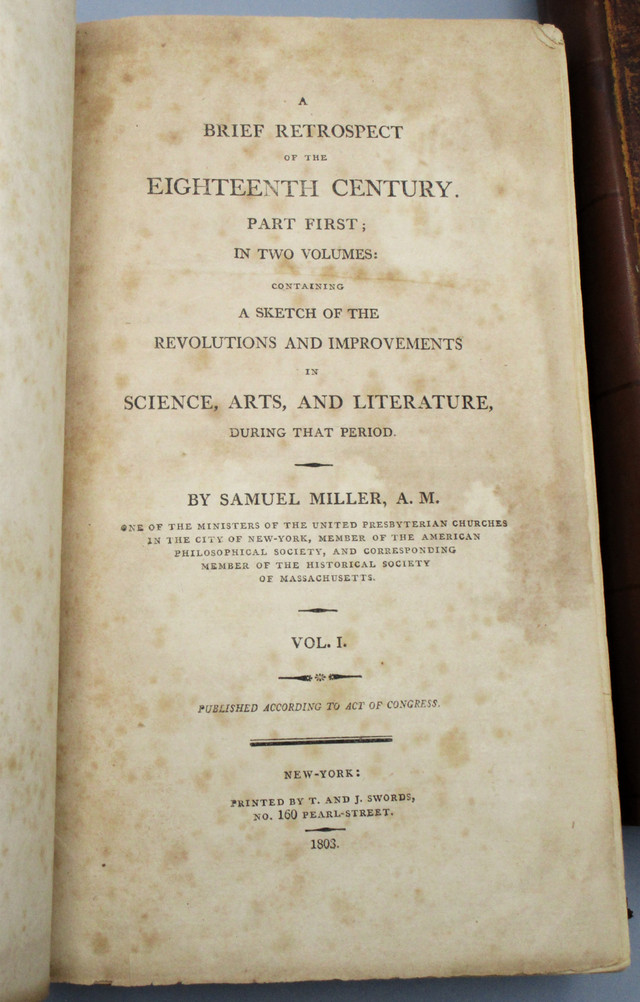 A
BRIEF RETROSPECT
OF THE
EIGHTEENTH CENTURY.
PART FIRST;
IN TWO VOLUMES:
CONTAINING
A SKETCH OF THE
REVOLUTIONS AND IMPROVEMENTS
IN
SCIENCE, ARTS, AND LITERATURE,
DURING THAT PERIOD.
BY SAMUEL MILLER, A. M.
ONE OF THE MINISTERS OF THE UNITED PRESBYTERIAN CHURCHES
IN THE CITY OF NEW-YORK, MEMBER OF THE AMERICAN
PHILOSOPHICAL SOCIETY, AND CORRESPONDING
MEMBER OF THE HISTORICAL SOCIETY
OF MASSACHUSETTS.
VOL. I.
PUBLISHED ACCORDING TO ACT OF CONGRESS.
NEW-YORK:
PRINTED BY T. AND J. SWORDS,
NO. 160 PEARL-STREET.
1803.